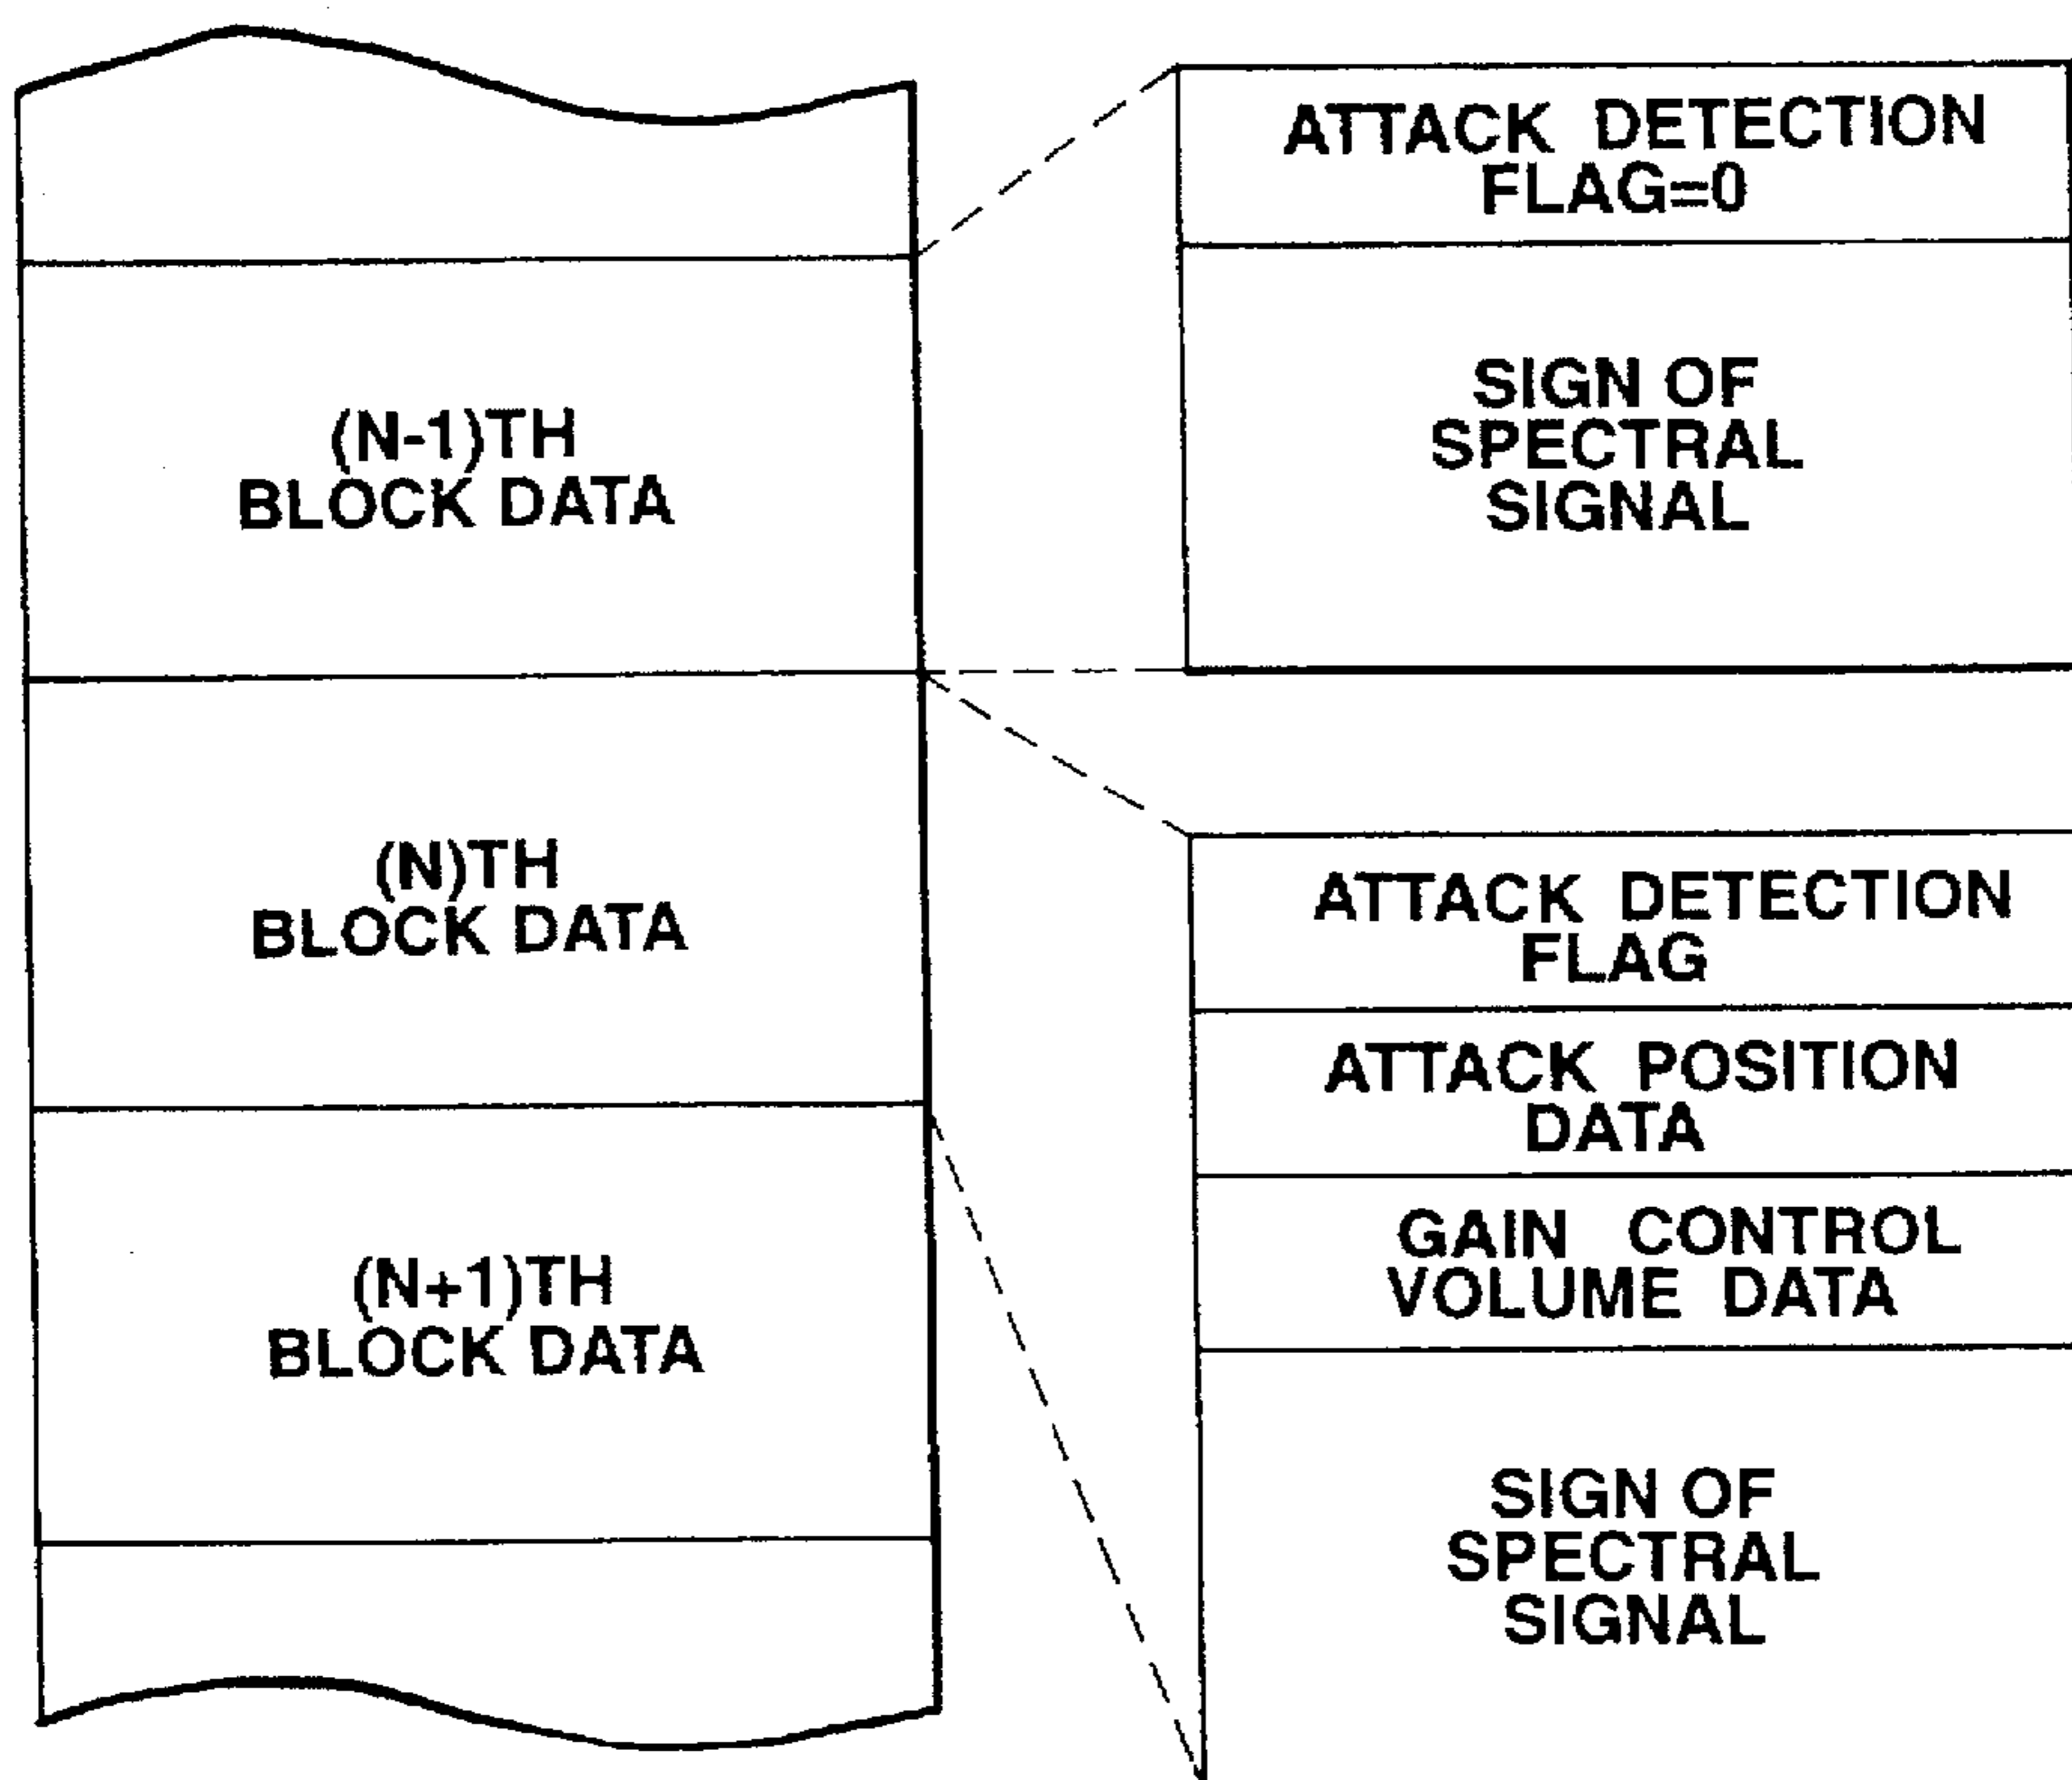 (N-1)TH
BLOCK DATA
(N)TH
BLOCK DATA
(N+1)TH
BLOCK DATA
ATTACK DETECTION
FLAG=0
SIGN OF
SPECTRAL
SIGNAL
ATTACK DETECTION
FLAG
ATTACK POSITION
DATA
GAIN CONTROL
VOLUME DATA
SIGN OF
SPECTRAL
SIGNAL